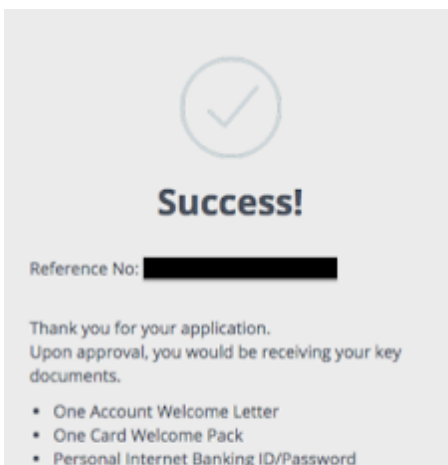 Success!
Reference No:
Thank you for your application.
Upon approval, you would be receiving your key
documents.
• One Account Welcome Letter
• One Card Welcome Pack
• Personal Internet Banking ID/Password